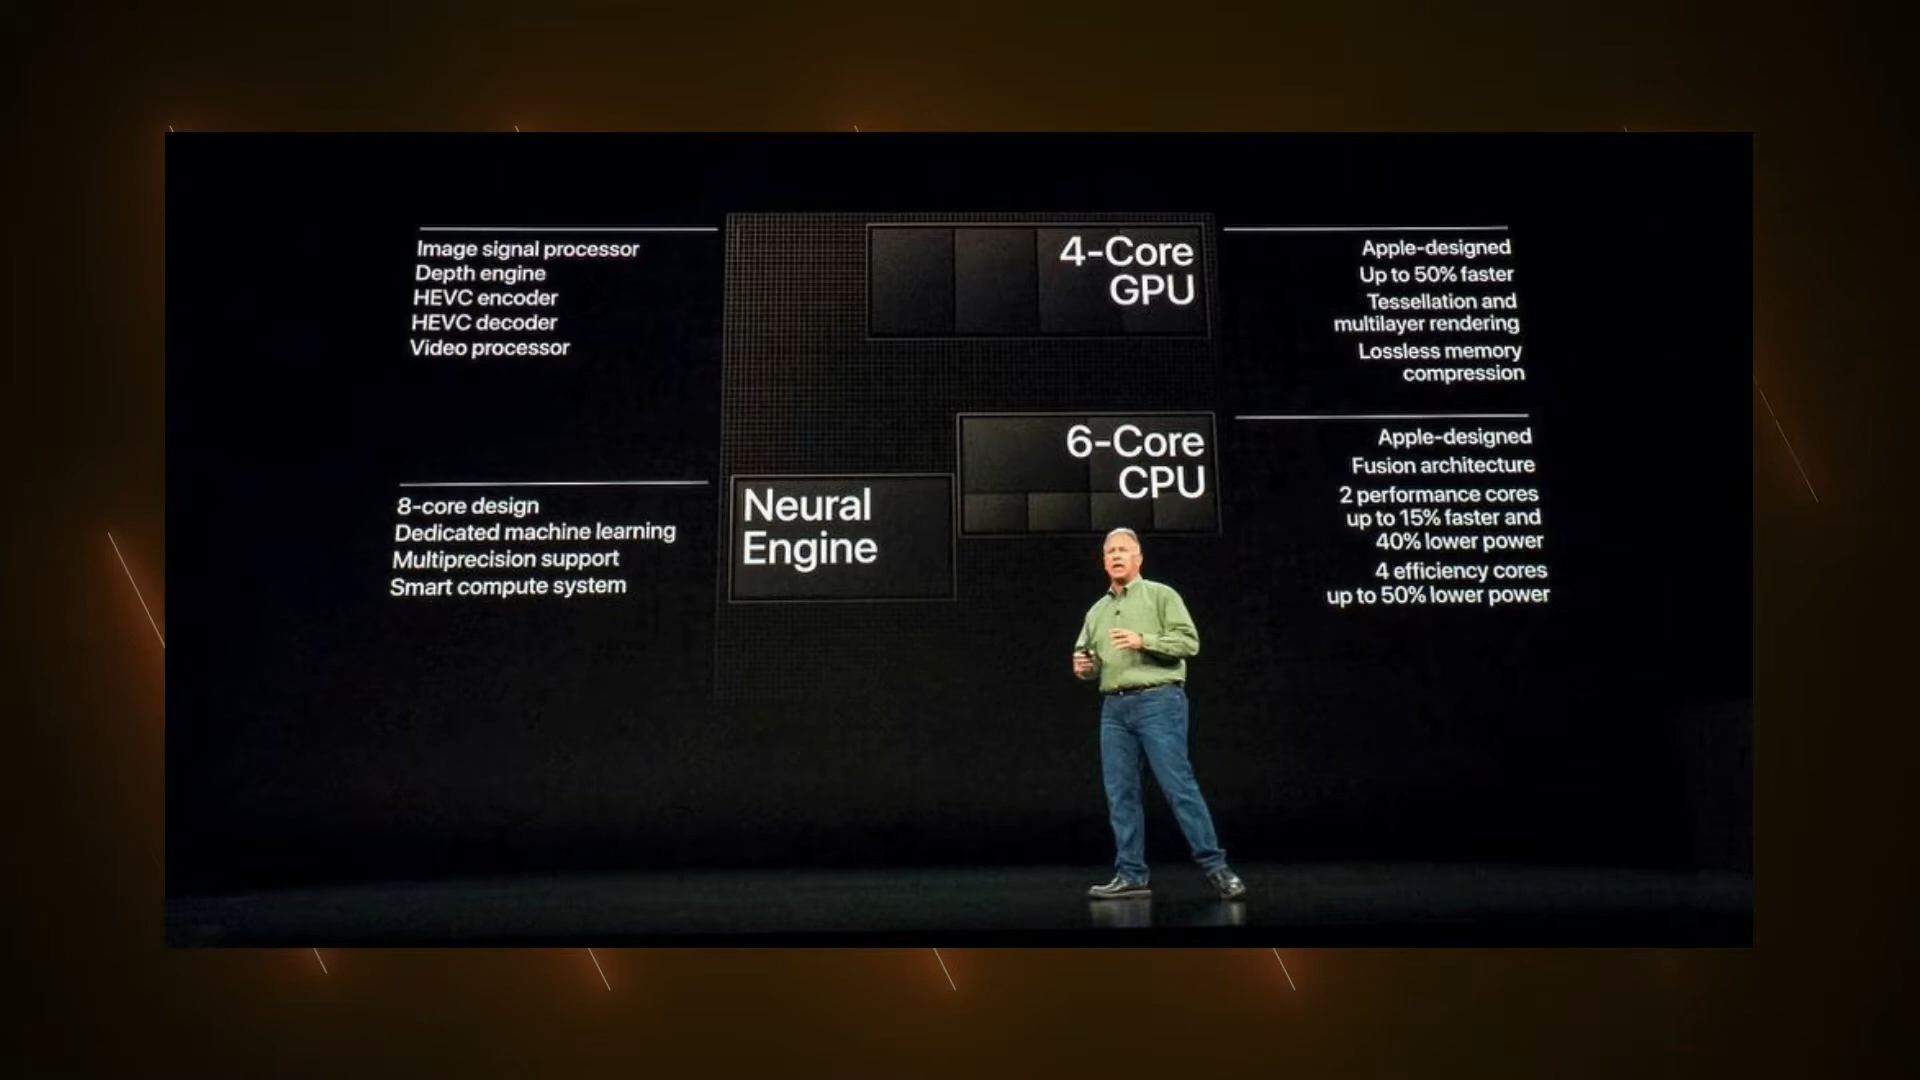 Image signal processor
Depth engine
HEVC encoder
HEVC decoder
Video processor
8-core design
Dedicated machine learning
Multiprecision support
Smart compute system
4-Core
GPU
6-Core
CPU
Neural
Engine
Apple-designed
Up to 50% faster
Tessellation and
multilayer rendering
Lossless memory
compression
Apple-designed
Fusion architecture
2 performance cores
up to 15% faster and
40% lower power
4 efficiency cores
up to 50% lower power